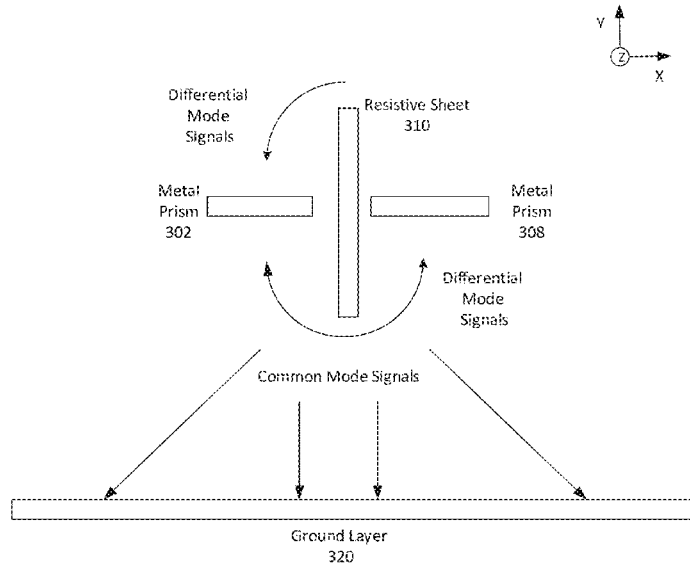 Y
Z
X
Differential
Mode
Signals
Resistive Sheet
310
Metal
Prism
302
Metal
Prism
308
Differential
Mode
Signals
Common Mode Signals
Ground Layer
320